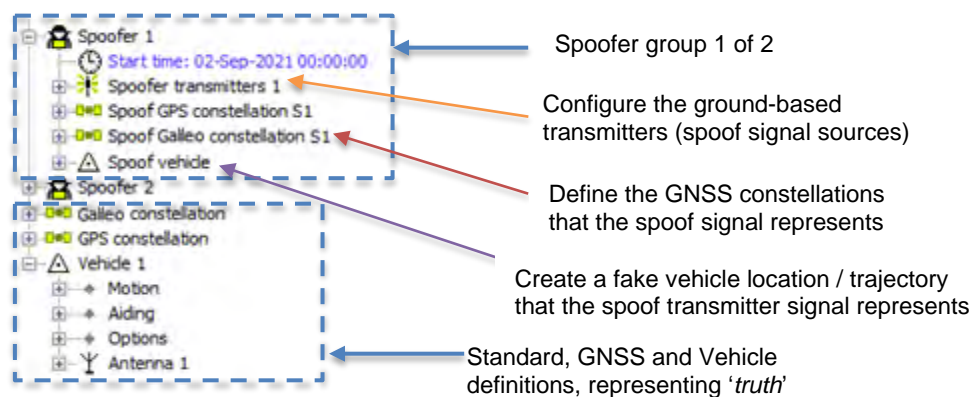 Spoofer 1
Start time: 02-Sep-2021 00:00:00
Spoofer transmitters 1
Spoof GPS constellation S1
Spoof Galileo constellation S1
Spoof vehicle
Spoofer 2
Galileo constellation
GPS constellation
Vehicle 1
Motion
Aiding
Options
Antenna 1
Spoofer group 1 of 2
Configure the ground-based
transmitters (spoof signal sources)
Define the GNSS constellations
that the spoof signal represents
Create a fake vehicle location / trajectory
that the spoof transmitter signal represents
Standard, GNSS and Vehicle
definitions, representing ‘truth’